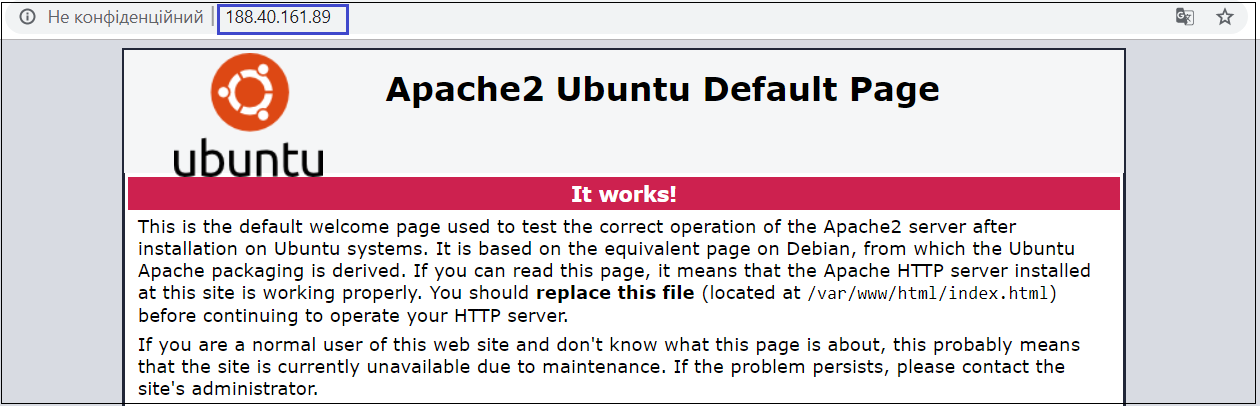 Не конфіденційний 188.40.161.89
Apache2 Ubuntu Default Page
ubuntu
It works!
This is the default welcome page used to test the correct operation of the Apache2 server after
installation on Ubuntu systems. It is based on the equivalent page on Debian, from which the Ubuntu
Apache packaging is derived. If you can read this page, it means that the Apache HTTP server installed
at this site is working properly. You should replace this file (located at /var/www/html/index.html)
before continuing to operate your HTTP server.
If you are a normal user of this web site and don't know what this page is about, this probably means
that the site is currently unavailable due to maintenance. If the problem persists, please contact the
site's administrator.